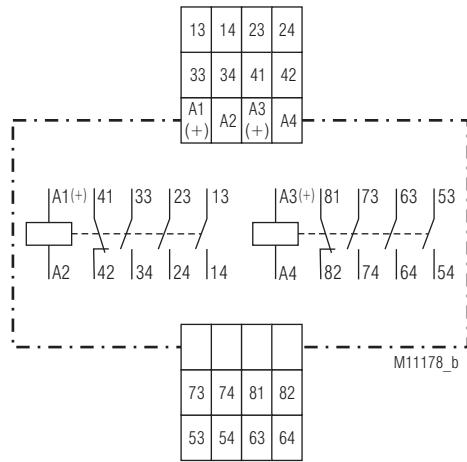 13 14 23 24
33 34 41 42
A1 (+) A2 A3 (+) A4
A1(+) 41 33 23 13 A3(+) 81 73 63 53
A2 42 34 24 14 A4 82 74 64 54
M11178_b
73 74 81 82
53 54 63 64